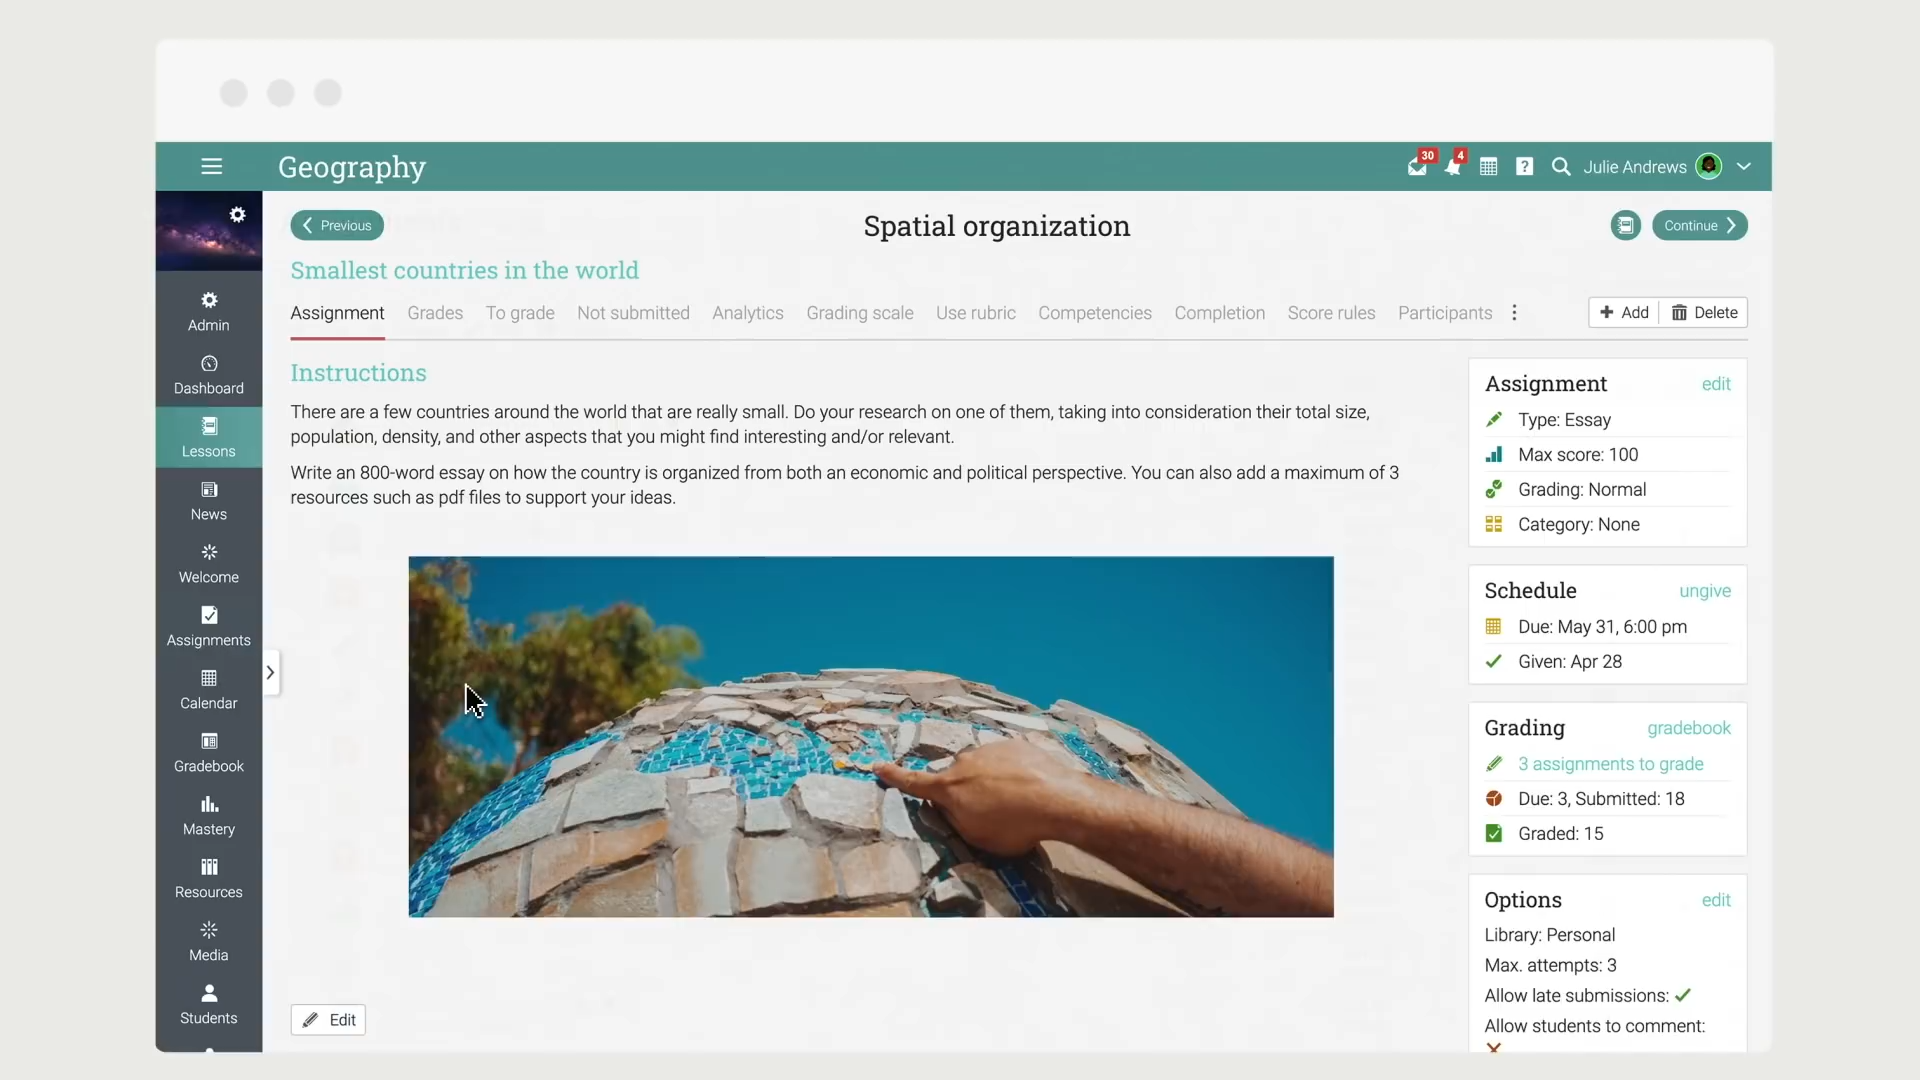 Geography
30
4
?
Julie Andrews
Previous
Spatial organization
Continue
Smallest countries in the world
Assignment
Grades
To grade
Not submitted
Analytics
Grading scale
Use rubric
Competencies
Completion
Score rules
Participants
Add
Delete
Admin
Dashboard
Lessons
News
Welcome
Assignments
Calendar
Gradebook
Mastery
Resources
Media
Students
Instructions
There are a few countries around the world that are really small. Do your research on one of them, taking into consideration their total size,
population, density, and other aspects that you might find interesting and/or relevant.
Write an 800-word essay on how the country is organized from both an economic and political perspective. You can also add a maximum of 3
resources such as pdf files to support your ideas.
Edit
Assignment edit
Type: Essay
Max score: 100
Grading: Normal
Category: None
Schedule ungive
Due: May 31, 6:00 pm
Given: Apr 28
Grading gradebook
3 assignments to grade
Due: 3, Submitted: 18
Graded: 15
Options edit
Library: Personal
Max. attempts: 3
Allow late submissions:
Allow students to comment: